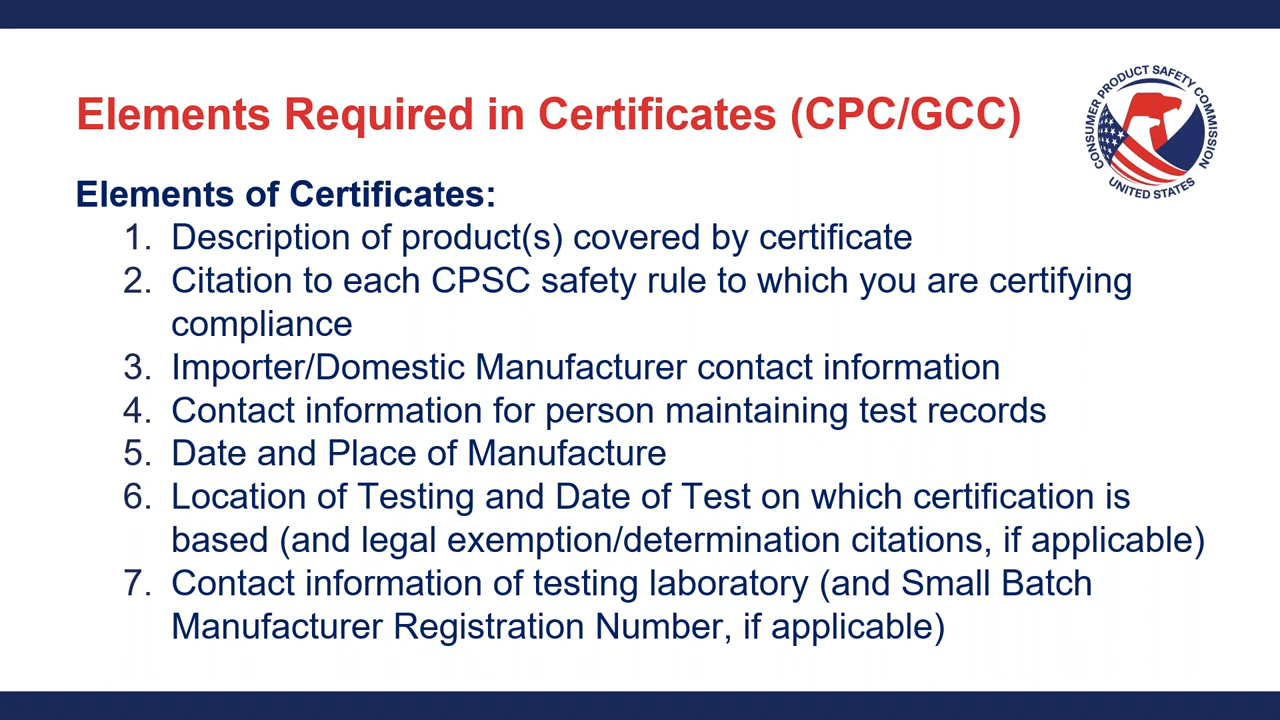 Elements Required in Certificates (CPC/GCC)
CONSUMER PRODUCT SAFETY COMMISSION
UNITED STATES
Elements of Certificates:
1. Description of product(s) covered by certificate
2. Citation to each CPSC safety rule to which you are certifying
compliance
3. Importer/Domestic Manufacturer contact information
4. Contact information for person maintaining test records
5. Date and Place of Manufacture
6. Location of Testing and Date of Test on which certification is
based (and legal exemption/determination citations, if applicable)
7. Contact information of testing laboratory (and Small Batch
Manufacturer Registration Number, if applicable)